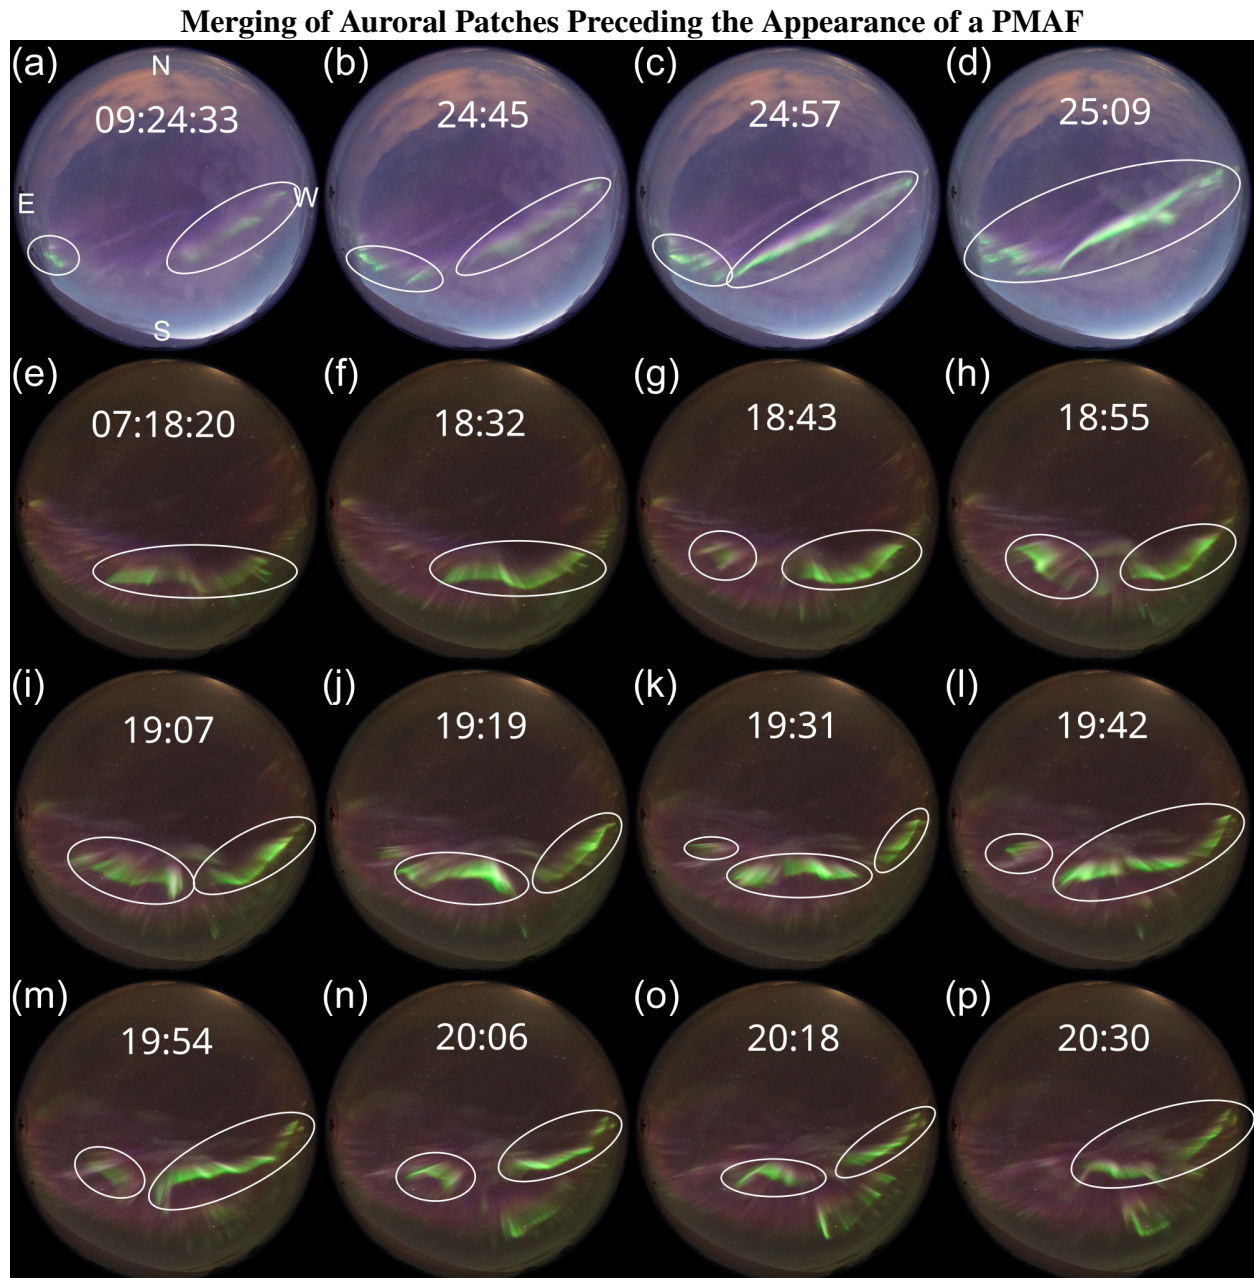 Merging of Auroral Patches Preceding the Appearance of a PMAF
(a) (b) (c) (d)
N
09:24:33 24:45 24:57 25:09
E W
S
(e) (f) (g) (h)
07:18:20 18:32 18:43 18:55
(i) (j) (k) (l)
19:07 19:19 19:31 19:42
(m) (n) (o) (p)
19:54 20:06 20:18 20:30